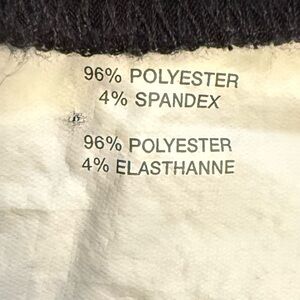 96% POLYESTER
4% SPANDEX
96% POLYESTER
4% ELASTHANNE